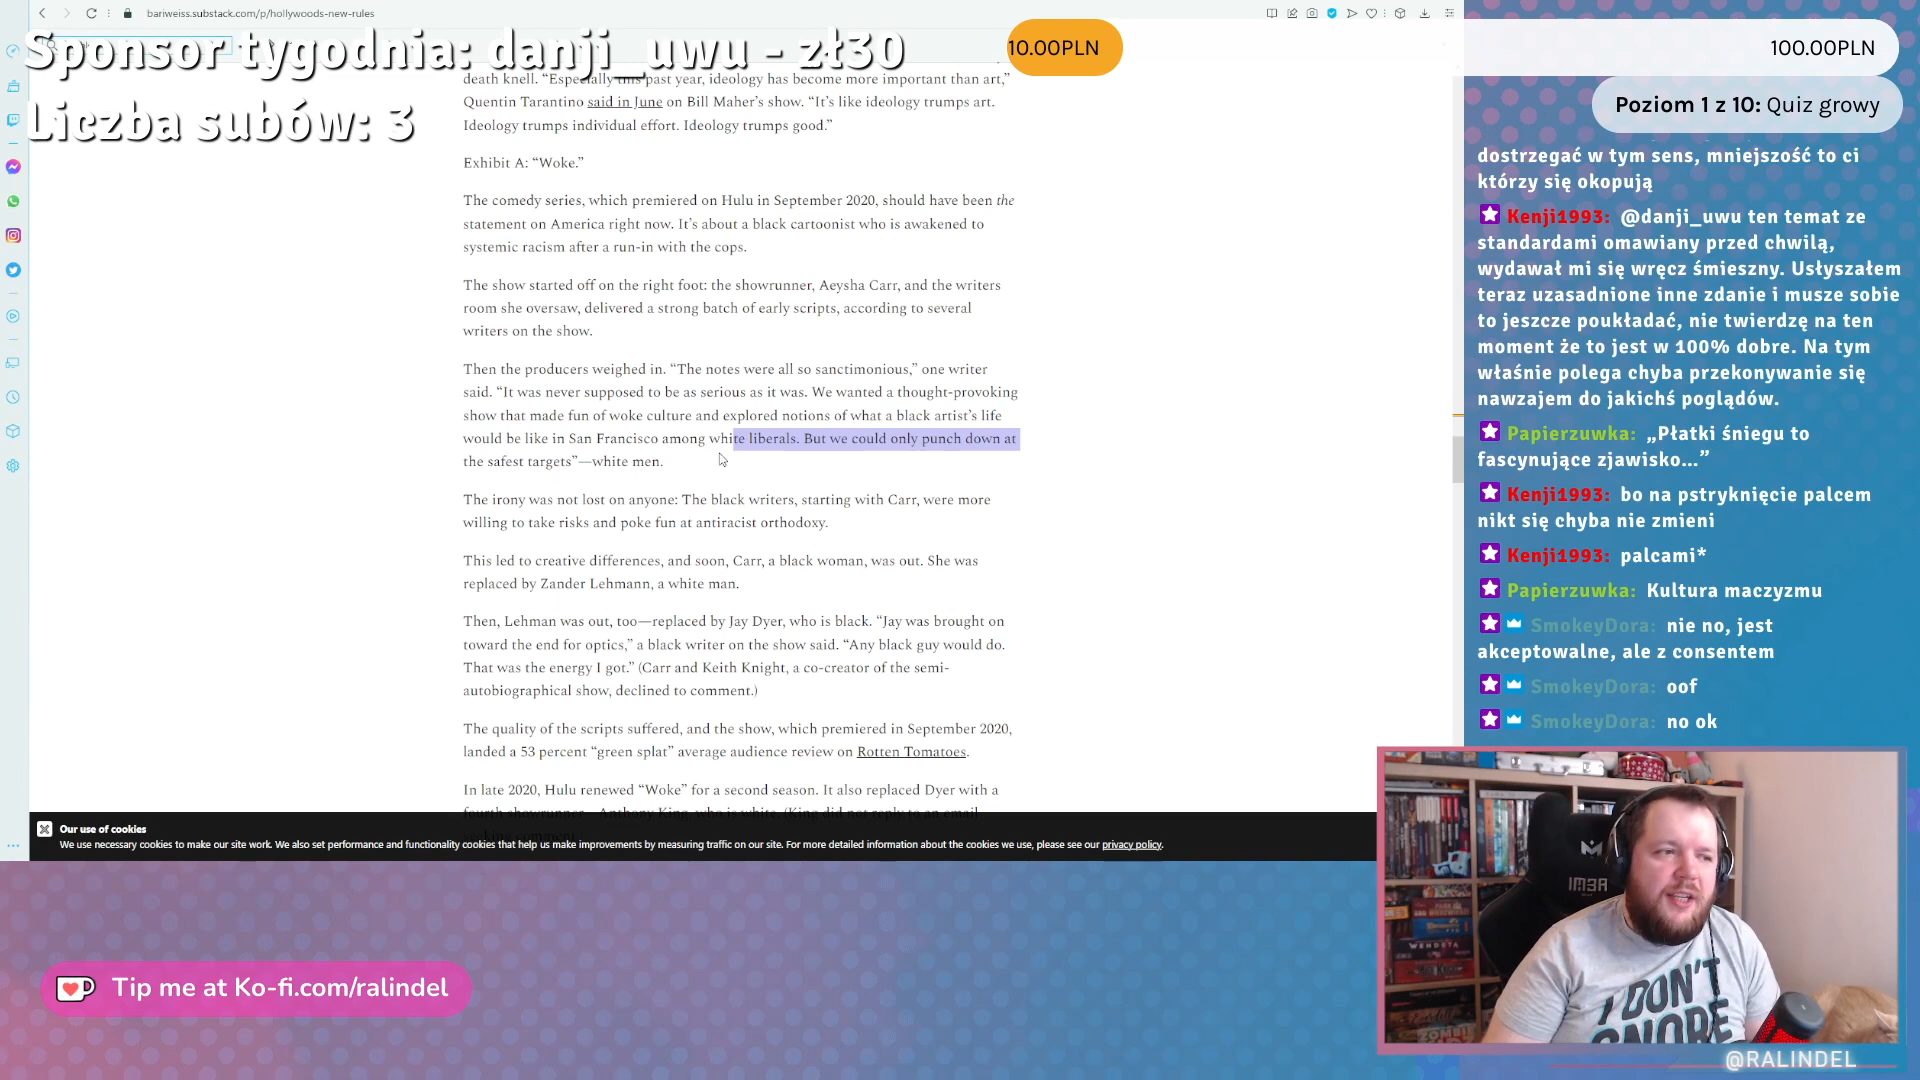 bariweiss.substack.com/p/hollywoods-new-rules
Sponsor tygodnia: danji_uwu - zł30
Liczba subów: 3
10.00PLN
100.00PLN
Poziom 1 z 10: Quiz growy
death knell. “Especially this past year, ideology has become more important than art,”
Quentin Tarantino said in June on Bill Maher’s show. “It’s like ideology trumps art.
Ideology trumps individual effort. Ideology trumps good.”
Exhibit A: “Woke.”
The comedy series, which premiered on Hulu in September 2020, should have been the
statement on America right now. It’s about a black cartoonist who is awakened to
systemic racism after a run-in with the cops.
The show started off on the right foot: the showrunner, Aeysha Carr, and the writers
room she oversaw, delivered a strong batch of early scripts, according to several
writers on the show.
Then the producers weighed in. “The notes were all so sanctimonious,” one writer
said. “It was never supposed to be as serious as it was. We wanted a thought-provoking
show that made fun of woke culture and explored notions of what a black artist’s life
would be like in San Francisco among white liberals. But we could only punch down at
the safest targets”—white men.
The irony was not lost on anyone: The black writers, starting with Carr, were more
willing to take risks and poke fun at antiracist orthodoxy.
This led to creative differences, and soon, Carr, a black woman, was out. She was
replaced by Zander Lehmann, a white man.
Then, Lehman was out, too—replaced by Jay Dyer, who is black. “Jay was brought on
toward the end for optics,” a black writer on the show said. “Any black guy would do.
That was the energy I got.” (Carr and Keith Knight, a co-creator of the semi-
autobiographical show, declined to comment.)
The quality of the scripts suffered, and the show, which premiered in September 2020,
landed a 53 percent “green splat” average audience review on Rotten Tomatoes.
In late 2020, Hulu renewed “Woke” for a second season. It also replaced Dyer with a
fourth showrunner—Anthony King, who is white. (King did not reply to an email
seeking comment.)
Our use of cookies
We use necessary cookies to make our site work. We also set performance and functionality cookies that help us make improvements by measuring traffic on our site. For more detailed information about the cookies we use, please see our privacy policy.
dostrzegać w tym sens, mniejszość to ci
którzy się okopują
Kenji1993: @danji_uwu ten temat ze
standardami omawiany przed chwilą,
wydawał mi się wręcz śmieszny. Usłyszałem
teraz uzasadnione inne zdanie i musze sobie
to jeszcze poukładać, nie twierdzę na ten
moment że to jest w 100% dobre. Na tym
właśnie polega chyba przekonywanie się
nawzajem do jakichś poglądów.
Papierzuwka: „Płatki śniegu to
fascynujące zjawisko...”
Kenji1993: bo na pstryknięcie palcem
nikt się chyba nie zmieni
Kenji1993: palcami*
Papierzuwka: Kultura maczyzmu
SmokeyDora: nie no, jest
akceptowalne, ale z consentem
SmokeyDora: oof
SmokeyDora: no ok
Tip me at Ko-fi.com/ralindel
WENDETA
IM3A
I DON'T
@RALINDEL